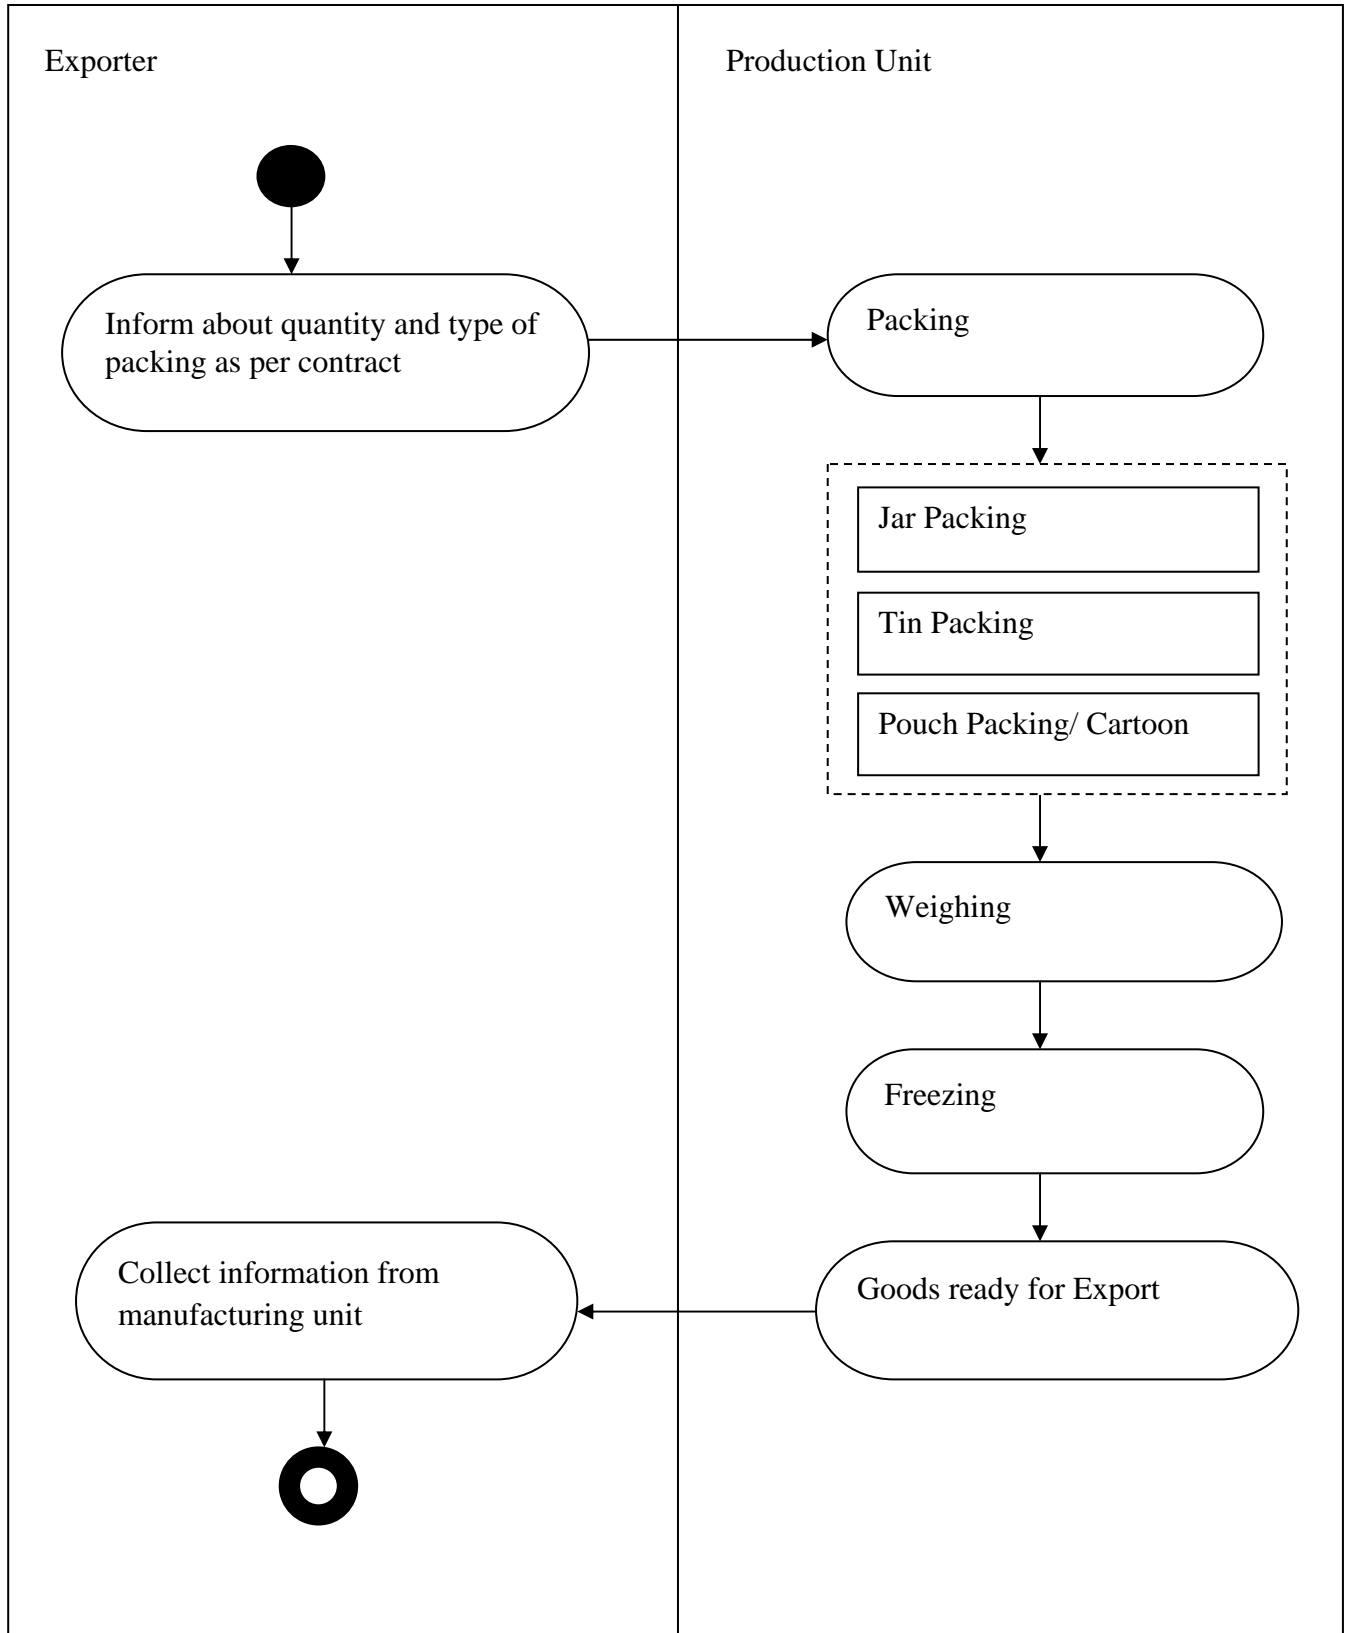 Exporter
Production Unit
Inform about quantity and type of
packing as per contract
Packing
Jar Packing
Tin Packing
Pouch Packing/ Cartoon
Weighing
Freezing
Goods ready for Export
Collect information from
manufacturing unit